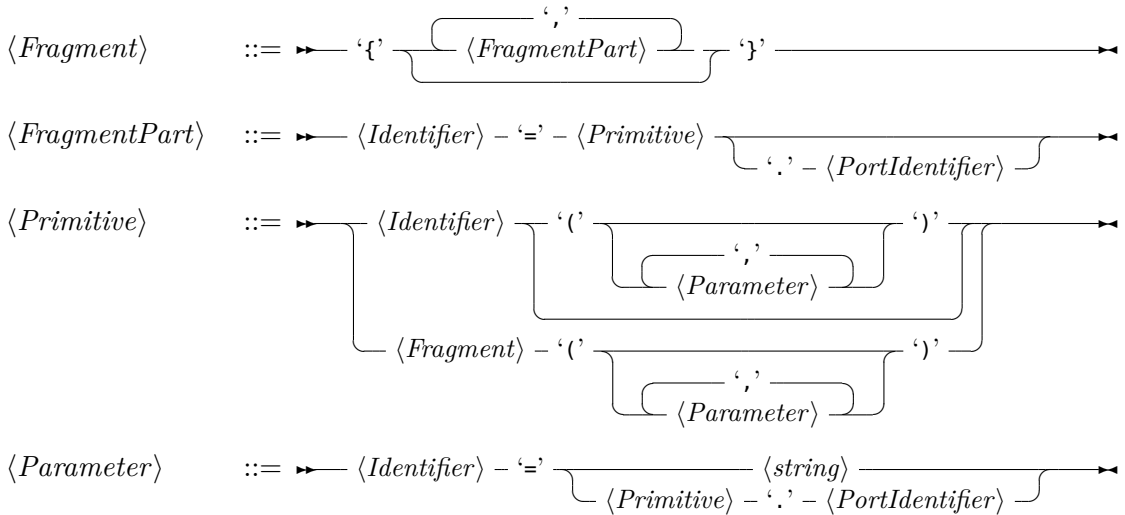 ‘,’
⟨Fragment⟩ ::= ‘{’ ⟨FragmentPart⟩ ‘}’
⟨FragmentPart⟩ ::= ⟨Identifier⟩ – ‘=’ – ⟨Primitive⟩
‘.’ – ⟨PortIdentifier⟩
⟨Primitive⟩ ::= ⟨Identifier⟩ ‘(’ ‘)’
‘,’
⟨Parameter⟩
⟨Fragment⟩ – ‘(’ ‘)’
‘,’
⟨Parameter⟩
⟨Parameter⟩ ::= ⟨Identifier⟩ – ‘=’ ⟨string⟩
⟨Primitive⟩ – ‘.’ – ⟨PortIdentifier⟩